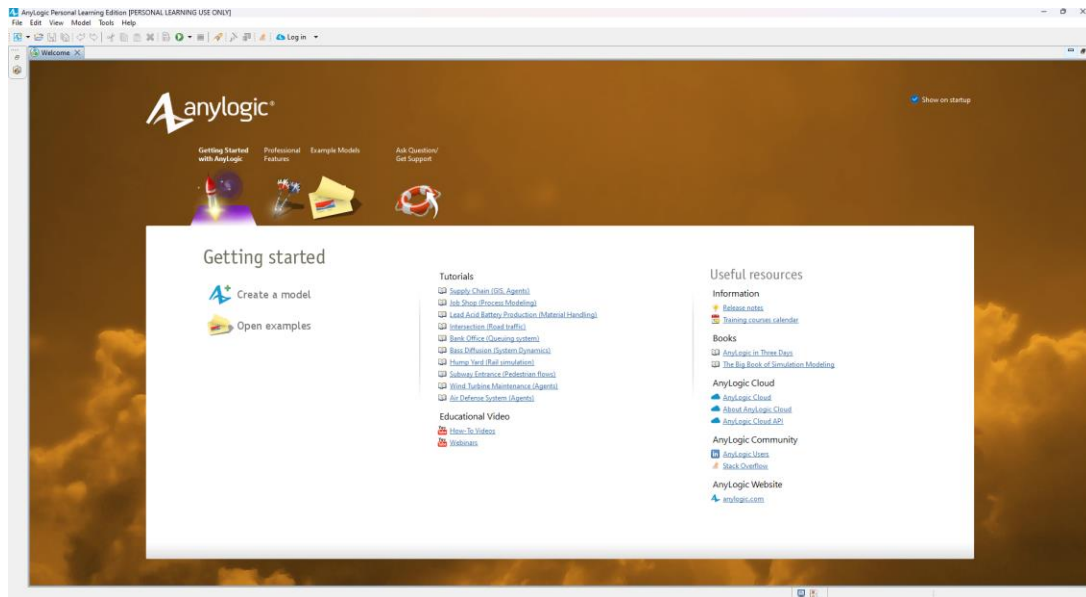 AnyLogic Personal Learning Edition [PERSONAL LEARNING USE ONLY]
File Edit View Model Tools Help
Log in
Welcome
anylogic®
Show on startup
Getting Started with AnyLogic
Professional Features
Example Models
Ask Question/ Get Support
Getting started
Create a model
Open examples
Tutorials
Supply Chain (GIS, Agents)
Job Shop (Process Modeling)
Lead Acid Battery Production (Material Handling)
Intersection (Road traffic)
Bank Office (Queuing system)
Bass Diffusion (System Dynamics)
Hump Yard (Rail simulation)
Subway Entrance (Pedestrian flows)
Wind Turbine Maintenance (Agents)
Air Defense System (Agents)
Educational Video
How-To Videos
Webinars
Useful resources
Information
Release notes
Training courses calendar
Books
AnyLogic in Three Days
The Big Book of Simulation Modeling
AnyLogic Cloud
AnyLogic Cloud
About AnyLogic Cloud
AnyLogic Cloud API
AnyLogic Community
AnyLogic Users
Stack Overflow
AnyLogic Website
anylogic.com